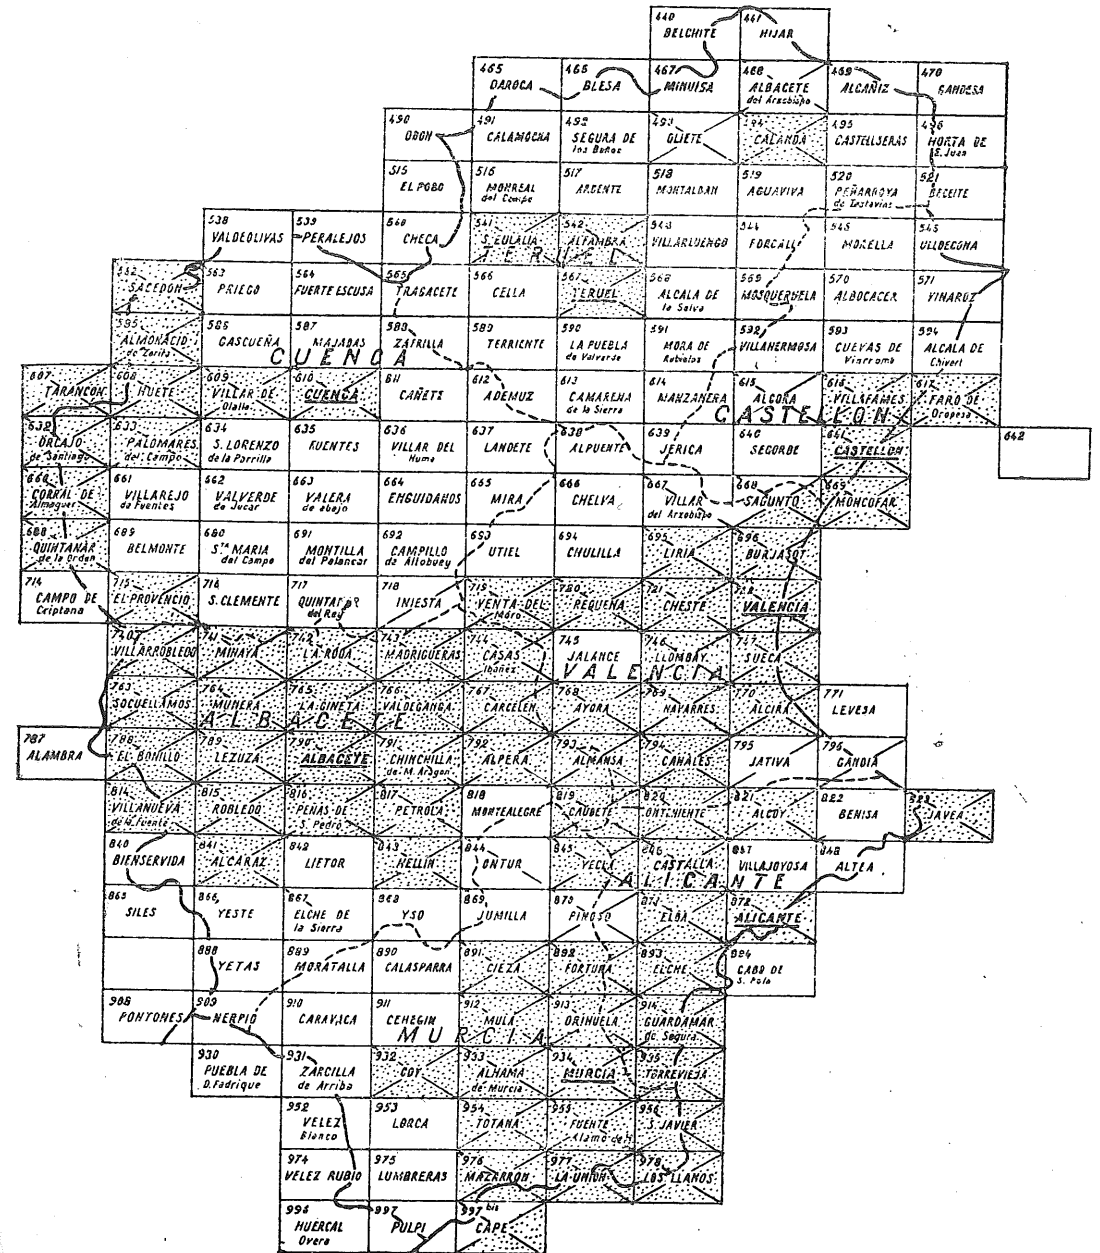 440
BELCHITE
441
HIJAR
465
DAROCA
466
BLESA
467
MINUISA
468
ALBACETE
del Arzobispo
469
ALCAÑIZ
470
GANDESA
490
ODON
491
CALAMOCHA
492
SEGURA DE
los Baños
493
OLIETE
494
CALANDA
495
CASTELLSERAS
496
HORTA DE
S. Juan
515
EL POBO
516
MONREAL
del Campo
517
ARGENTE
518
MONTALBAN
519
AGUAVIVA
520
PEÑARROYA
de Tastavins
521
BECEITE
538
VALDEOLIVAS
539
PERALEJOS
540
CHECA
541
S. EULALIA
542
ALFAMBRA
543
VILLARLUENGO
544
FORCALL
545
MORELLA
ULLDECONA
TERUEL
562
SACEDON
563
PRIEGO
564
FUERTESCUSA
565
TRAGACETE
566
CELLA
567
TERUEL
568
ALCALA DE
la Selva
569
MOSQUERUELA
570
ALBOCACER
571
VINAROZ
ALMONACID
de Zorita
586
GASCUEÑA
587
MAJADAS
588
ZAFRILLA
589
TERRIENTE
590
LA PUEBLA
de Valverde
591
MORA DE
Rubielos
592
VILLAHERMOSA
593
CUEVAS DE
Vinromá
594
ALCALA DE
Chivert
CUENCA
607
TARANCON
608
HUETE
609
VILLAR DE
Olalla
610
CUENCA
611
CAÑETE
612
ADEMUZ
613
CAMARENA
de la Sierra
614
MANZANERA
615
ALCORA
616
VILLAFAMES
617
FARO DE
Oropesa
CASTELLON
632
ORCAJO
de Santiago
633
PALOMARES
del Campo
634
S. LORENZO
de la Parrilla
635
FUENTES
636
VILLAR DEL
Humo
637
LANDETE
638
ALPUENTE
639
JERICA
640
SEGORBE
641
CASTELLON
642
660
CORRAL DE
Almaguer
661
VILLAREJO
de Fuentes
662
VALVERDE
de Jucar
663
VALERA
de abajo
664
ENGUIDANOS
665
MIRA
666
CHELVA
667
VILLAR
del Arzobispo
668
SAGUNTO
669
MONCOFAR
688
QUINTANAR
de la Orden
689
BELMONTE
680
STA MARIA
del Campo
691
MONTILLA
del Palancar
692
CAMPILLO
de Altobuey
693
UTIEL
694
CHULILLA
695
LIRIA
696
BURJASOT
714
CAMPO DE
Criptana
715
EL PROVENCIO
716
S. CLEMENTE
717
QUINTANAR
del Rey
718
INIESTA
719
VENTA DEL
Moro
720
REQUENA
721
CHESTE
722
VALENCIA
740
VILLARROBLEDO
741
MINAYA
742
LA RODA
743
MADRIGUERAS
744
CASAS
Ibañez
745
JALANCE
746
LLOMBAY
747
SUECA
VALENCIA
763
SOCUELLAMOS
764
MUNERA
765
LA GINETA
766
VALDEGANGA
767
CARCELEN
768
AYORA
769
NAVARRES
770
ALCIRA
771
LEVESA
ALBACETE
787
ALAMBRA
788
EL BONILLO
789
LEZUZA
790
ALBACETE
791
CHINCHILLA
de M. Aragon
792
ALPERA
793
ALMANSA
794
CANALES
795
JATIVA
796
GANDIA
814
VILLANUEVA
de la Fuente
815
ROBLEDO
816
PEÑAS DE
S. Pedro
817
PETROLA
818
MONTEALEGRE
819
CAUDETE
820
ONTENIENTE
821
ALCOY
822
BENISA
823
JAVEA
840
BIENSERVIDA
841
ALCARAZ
842
LIETOR
843
HELLIN
844
ONTUR
845
YECLA
846
CASTALLA
847
VILLAJOYOSA
848
ALTEA
ALICANTE
865
SILES
866
YESTE
867
ELCHE DE
la Sierra
868
YSO
869
JUMILLA
870
PINOSO
871
ELDA
872
ALICANTE
888
YETAS
889
MORATALLA
890
CALASPARRA
891
CIEZA
892
FORTUNA
893
ELCHE
894
CABO DE
S. Pola
908
PONTONES
909
NERPIO
910
CARAVACA
911
CEHEGIN
912
MULA
913
ORIHUELA
914
GUARDAMAR
de Segura
MURCIA
930
PUEBLA DE
D. Fadrique
931
ZARCILLA
de Arriba
932
COY
933
ALHAMA
de Murcia
934
MURCIA
935
TORREVIEJA
952
VELEZ
Blanco
953
LORCA
954
TOTANA
955
FUENTE
Alamo de M
956
S. JAVIER
974
VELEZ RUBIO
975
LUMBRERAS
976
MAZARRON
977
LA UNION
978
LOS LLANOS
996
HUERCAL
Overa
997
PULPI
997 bis
CAPE